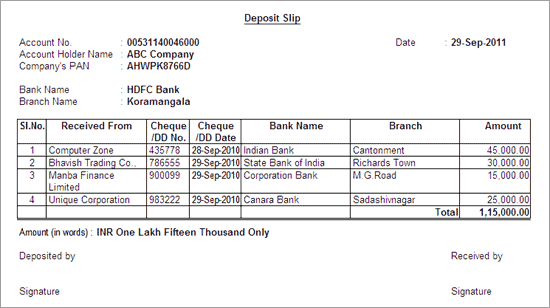 Deposit Slip
Account No. : 00531140046000 Date : 29-Sep-2011
Account Holder Name : ABC Company
Company's PAN : AHWPK8766D
Bank Name : HDFC Bank
Branch Name : Koramangala
Sl.No. Received From Cheque /DD No. Cheque /DD Date Bank Name Branch Amount
1 Computer Zone 435778 28-Sep-2010 Indian Bank Cantonment 45,000.00
2 Bhavish Trading Co., 786555 29-Sep-2010 State Bank of India Richards Town 30,000.00
3 Manba Finance Limited 900099 29-Sep-2010 Corporation Bank M.G.Road 15,000.00
4 Unique Corporation 983222 29-Sep-2010 Canara Bank Sadashivnagar 25,000.00
Total 1,15,000.00
Amount (in words) : INR One Lakh Fifteen Thousand Only
Deposited by Received by
Signature Signature